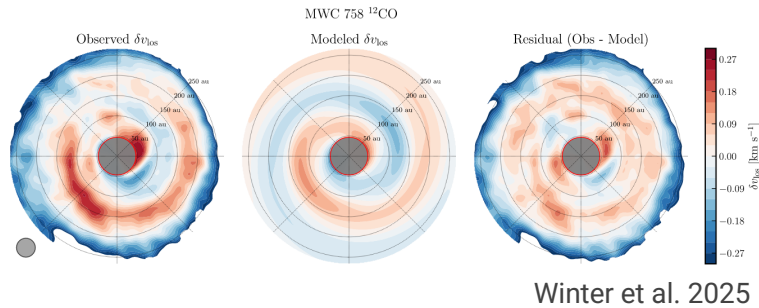 MWC 758 ¹²CO
Observed δv_los
Modeled δv_los
Residual (Obs - Model)
250 au
200 au
150 au
100 au
50 au
250 au
200 au
150 au
100 au
50 au
250 au
200 au
150 au
100 au
50 au
0.27
0.18
0.09
0.00
−0.09
−0.18
−0.27
δv_los [km s⁻¹]
Winter et al. 2025